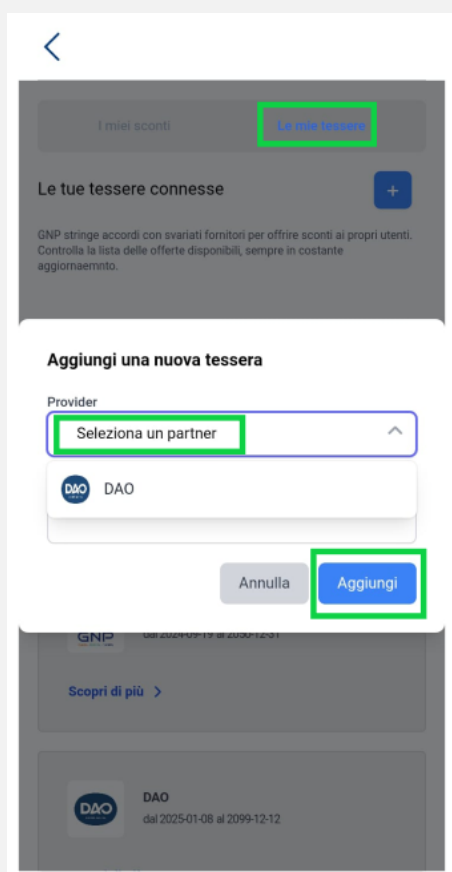 I miei sconti
Le mie tessere
Le tue tessere connesse
+
GNP stringe accordi con svariati fornitori per offrire sconti ai propri utenti.
Controlla la lista delle offerte disponibili, sempre in costante
aggiornaemnto.
Aggiungi una nuova tessera
Provider
Seleziona un partner
DAO
DAO
Annulla
Aggiungi
GNP
dal 2024-09-19 al 2050-12-31
Scopri di più >
DAO
DAO
dal 2025-01-08 al 2099-12-12